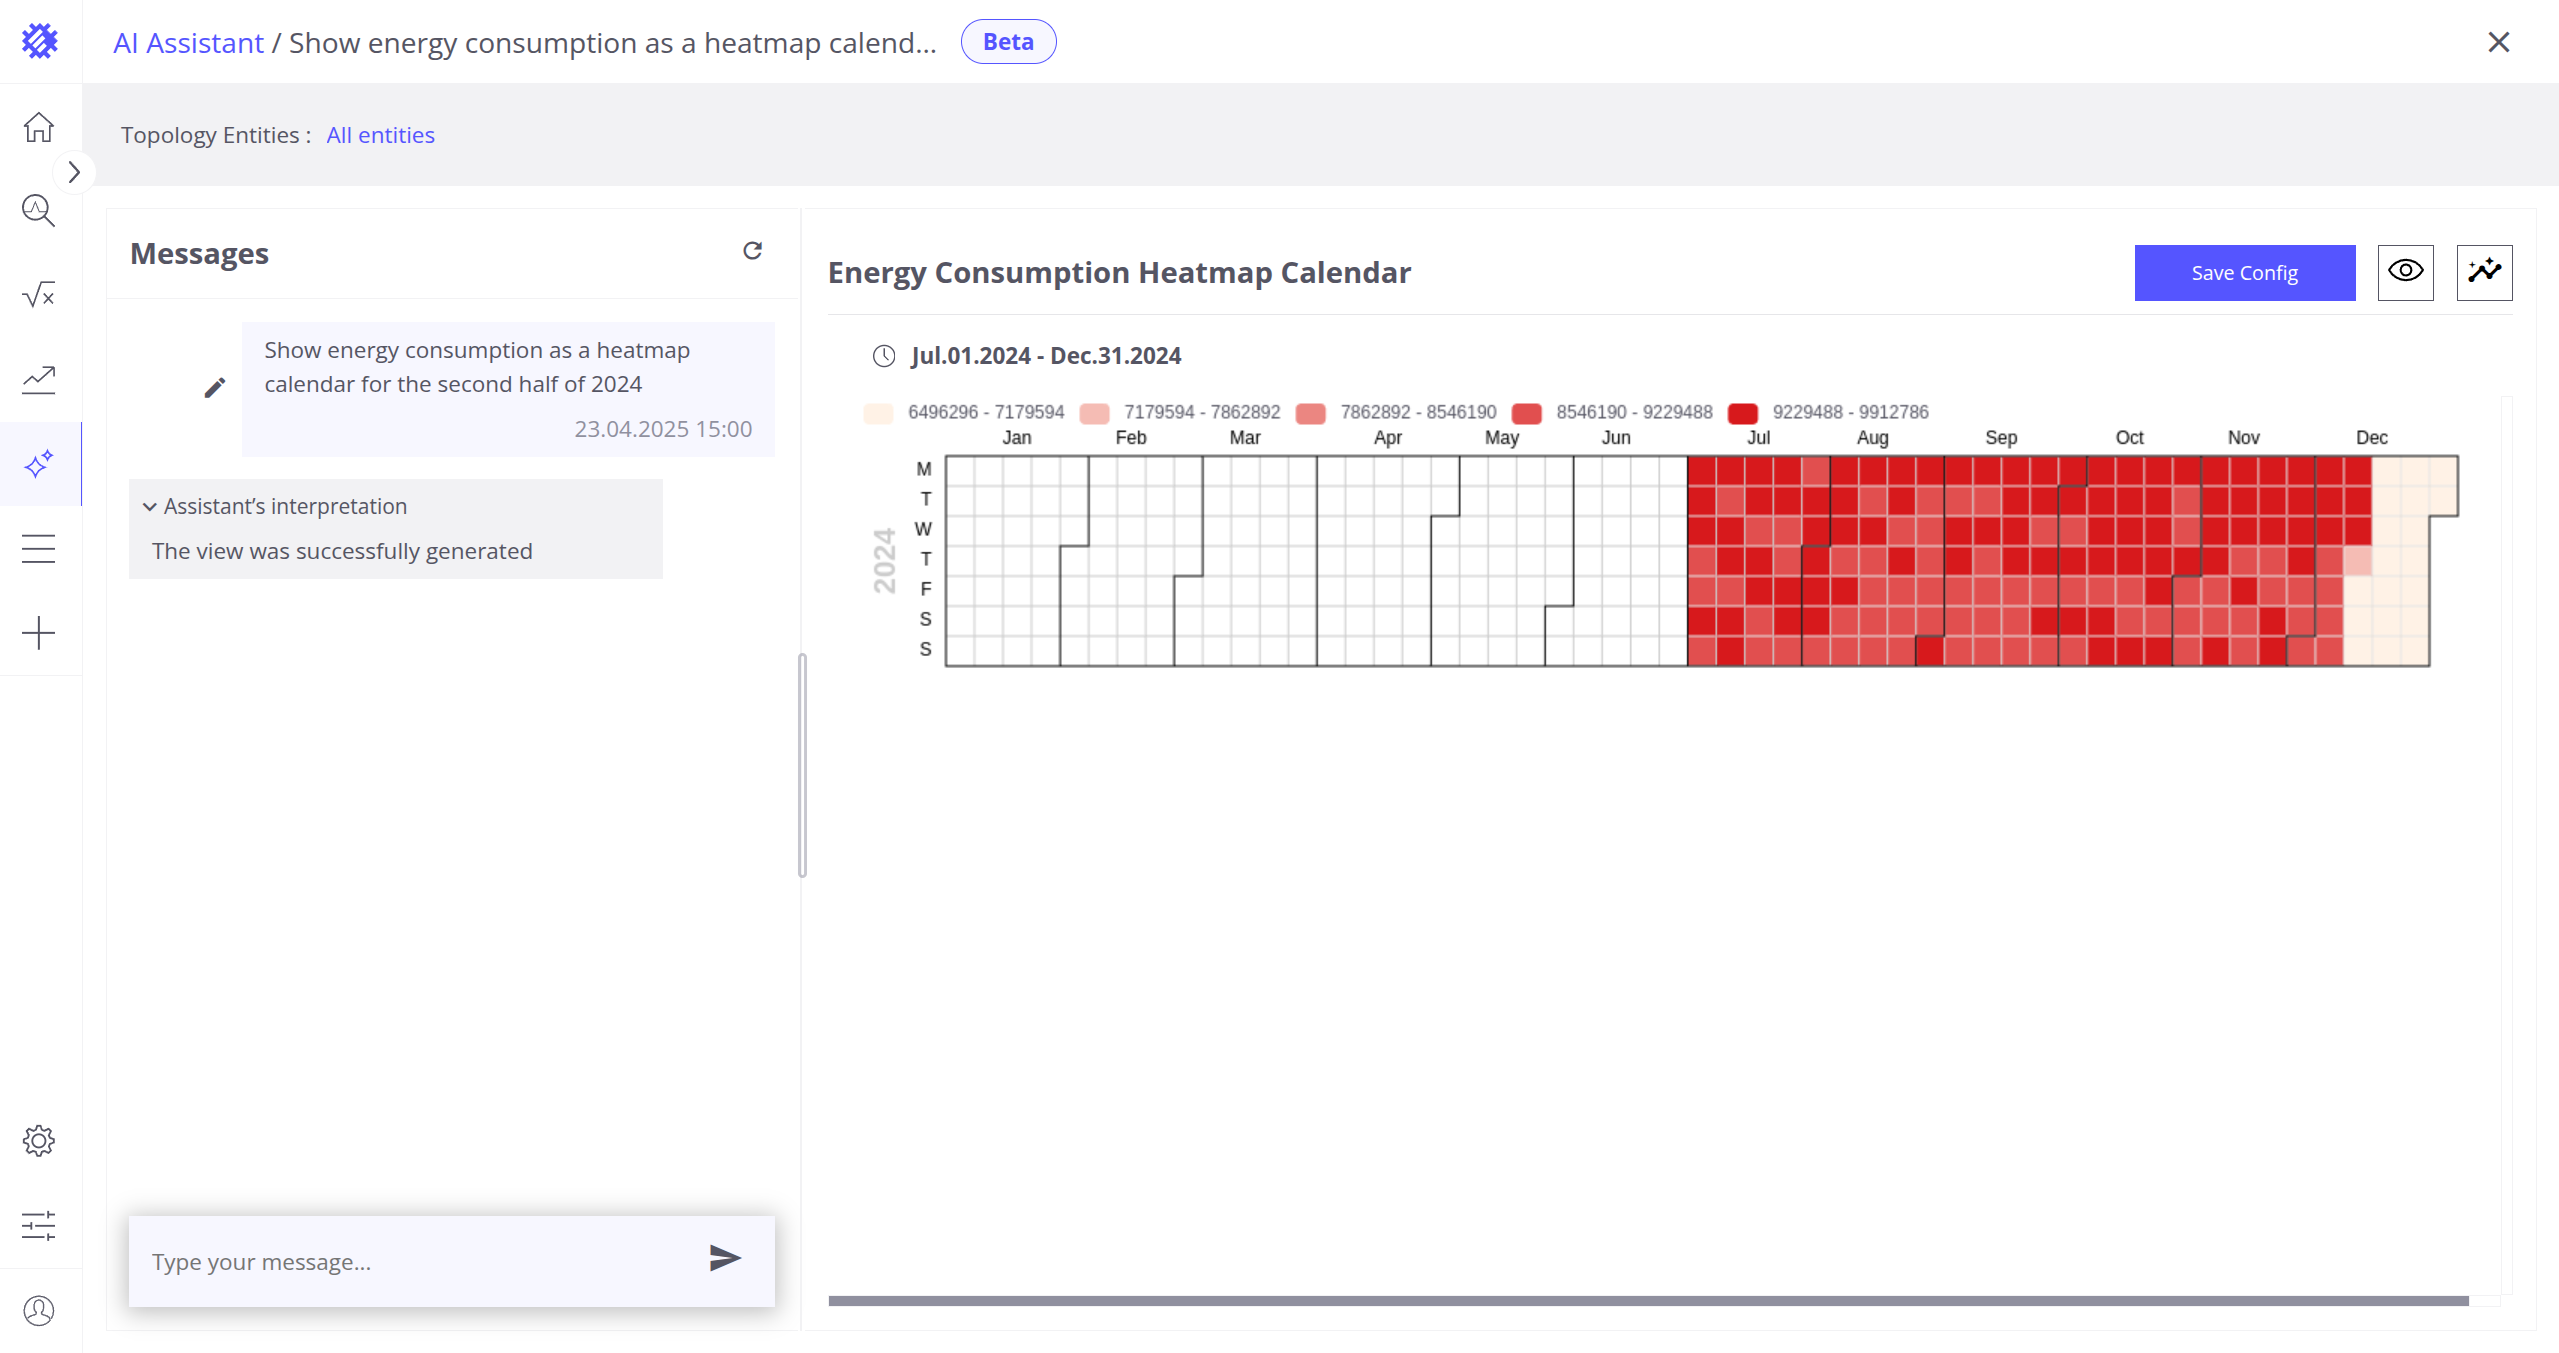 AI Assistant / Show energy consumption as a heatmap calend... Beta
Topology Entities : All entities
Messages
Show energy consumption as a heatmap
calendar for the second half of 2024
23.04.2025 15:00
Assistant’s interpretation
The view was successfully generated
Type your message...
Energy Consumption Heatmap Calendar
Save Config
Jul.01.2024 - Dec.31.2024
6496296 - 7179594 7179594 - 7862892 7862892 - 8546190 8546190 - 9229488 9229488 - 9912786
Jan Feb Mar Apr May Jun Jul Aug Sep Oct Nov Dec
2024
M
T
W
T
F
S
S